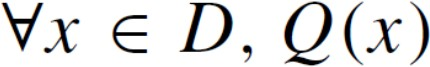 ∀x ∈ D, Q(x)